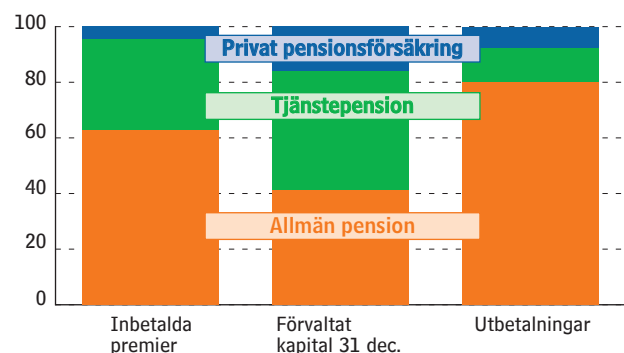 100
80
60
40
20
0
Privat pensionsförsäkring
Tjänstepension
Allmän pension
Inbetalda
premier
Förvaltat
kapital 31 dec.
Utbetalningar